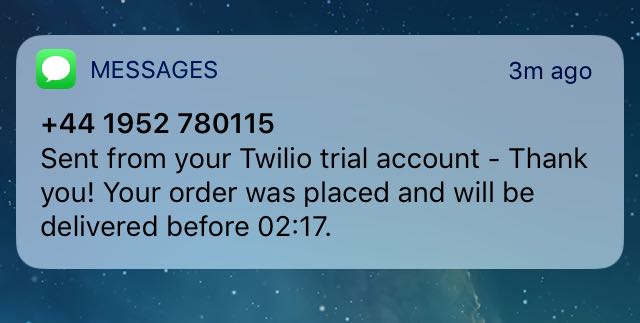 MESSAGES 3m ago
+44 1952 780115
Sent from your Twilio trial account - Thank
you! Your order was placed and will be
delivered before 02:17.